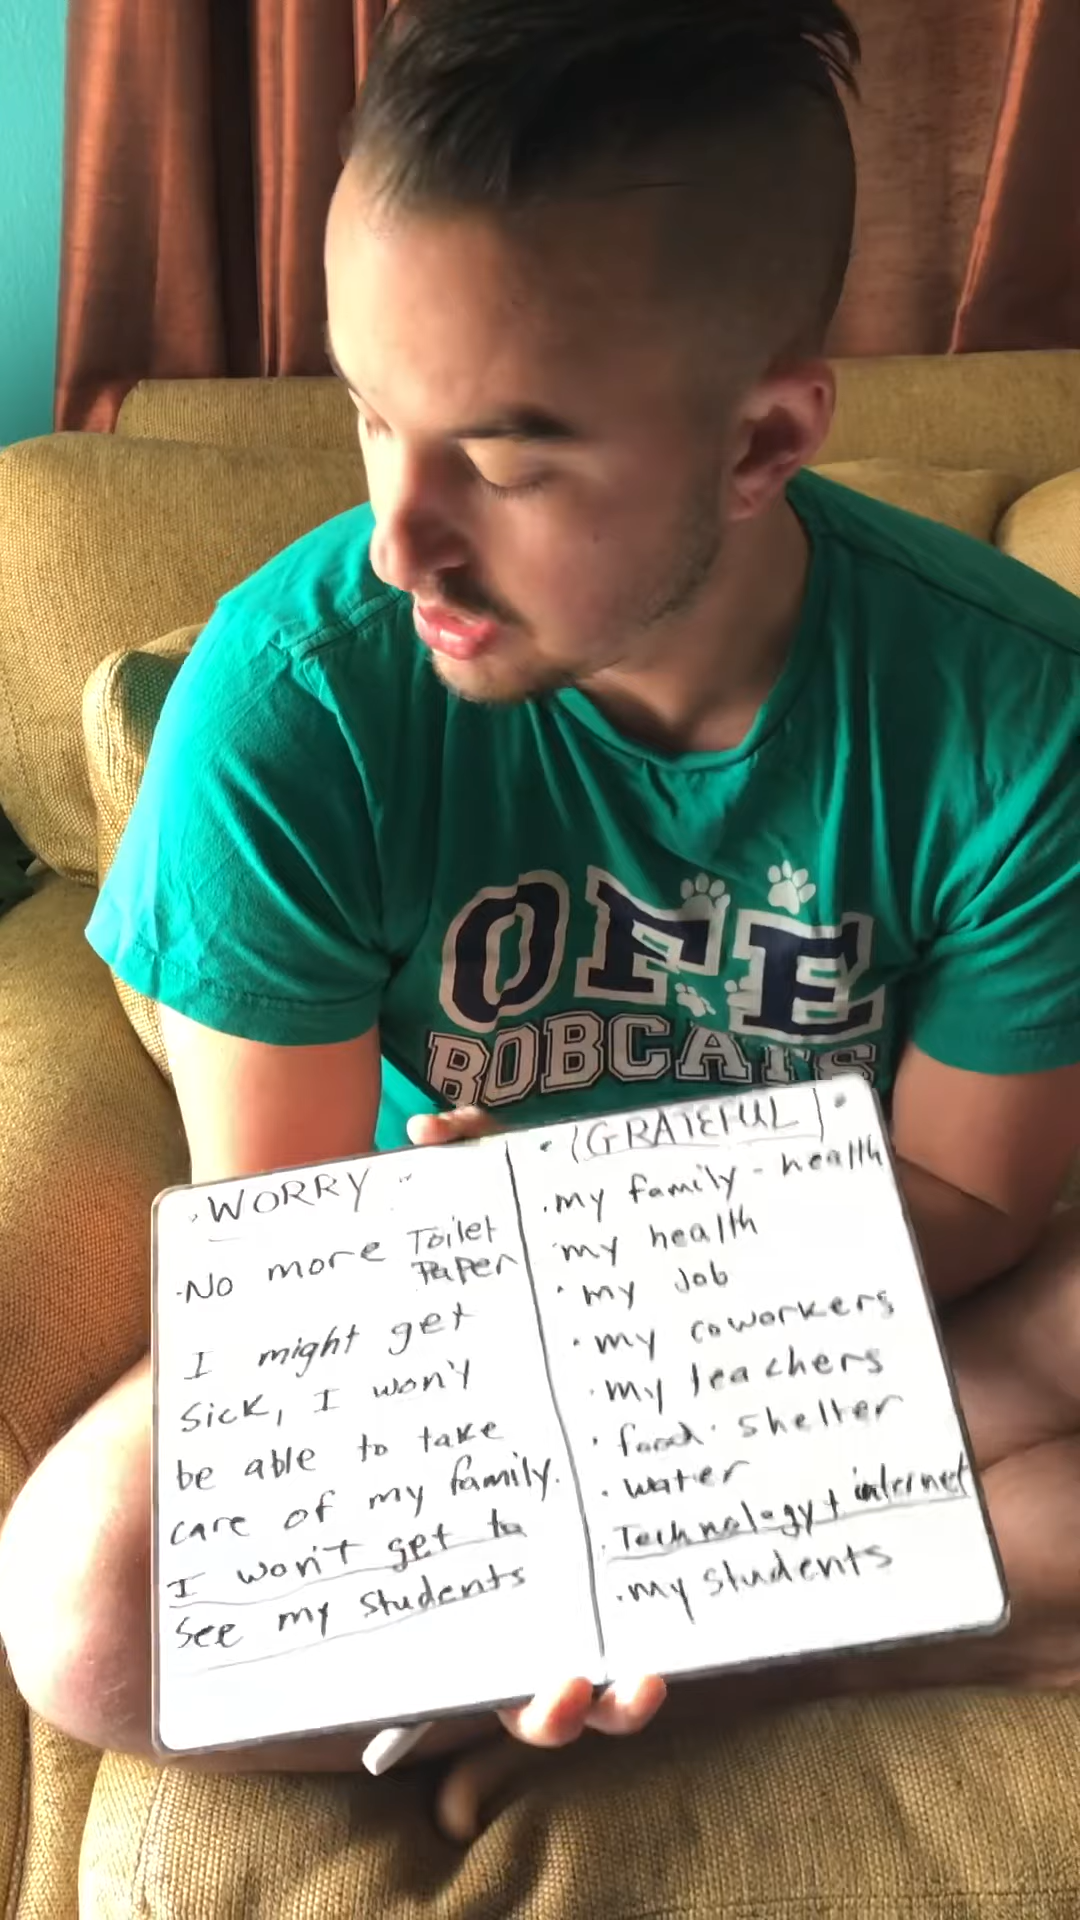 OFE
BOBCATS
WORRY
·No more Toilet
Paper
I might get
sick, I won't
be able to take
care of my family.
I won't get to
see my students
· (GRATEFUL) ·
·my family - health
·my health
·my Job
·my coworkers
·my teachers
·food· shelter
·water
·Technology + internet
·my students